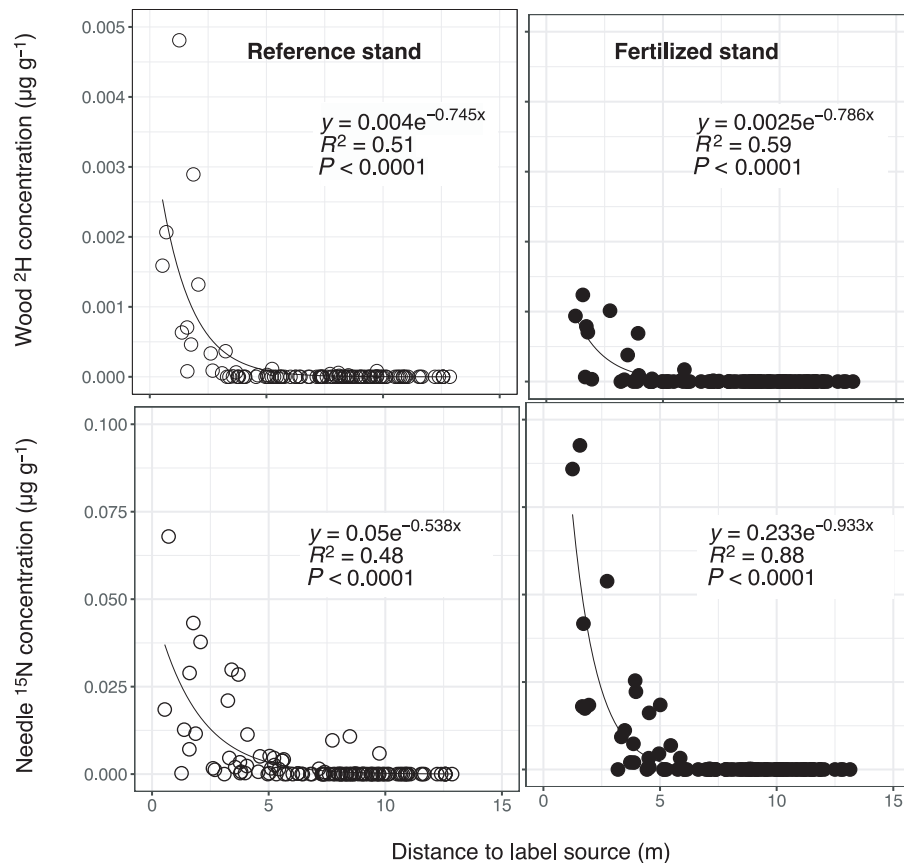 Reference stand
Fertilized stand
Wood ²H concentration (µg g⁻¹)
0.005
0.004
0.003
0.002
0.001
0.000
y = 0.004e^–0.745x
R² = 0.51
P < 0.0001
y = 0.0025e^–0.786x
R² = 0.59
P < 0.0001
0
5
10
15
Needle ¹⁵N concentration (µg g⁻¹)
0.100
0.075
0.050
0.025
0.000
y = 0.05e^–0.538x
R² = 0.48
P < 0.0001
y = 0.233e^–0.933x
R² = 0.88
P < 0.0001
0
5
10
15
0
5
10
15
Distance to label source (m)